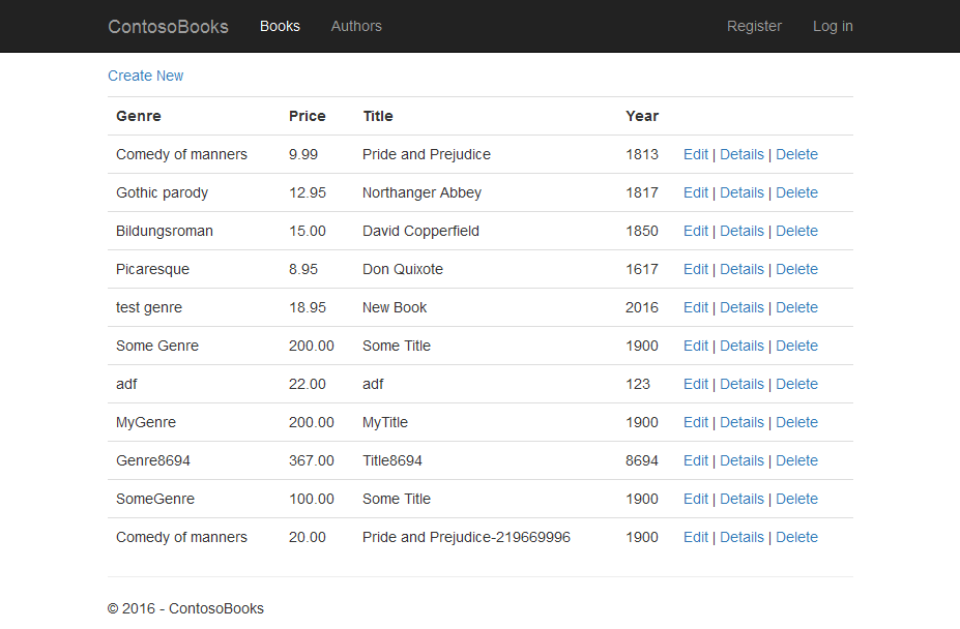 ContosoBooks Books Authors Register Log in
Create New
Genre Price Title Year
Comedy of manners 9.99 Pride and Prejudice 1813 Edit | Details | Delete
Gothic parody 12.95 Northanger Abbey 1817 Edit | Details | Delete
Bildungsroman 15.00 David Copperfield 1850 Edit | Details | Delete
Picaresque 8.95 Don Quixote 1617 Edit | Details | Delete
test genre 18.95 New Book 2016 Edit | Details | Delete
Some Genre 200.00 Some Title 1900 Edit | Details | Delete
adf 22.00 adf 123 Edit | Details | Delete
MyGenre 200.00 MyTitle 1900 Edit | Details | Delete
Genre8694 367.00 Title8694 8694 Edit | Details | Delete
SomeGenre 100.00 Some Title 1900 Edit | Details | Delete
Comedy of manners 20.00 Pride and Prejudice-219669996 1900 Edit | Details | Delete
© 2016 - ContosoBooks